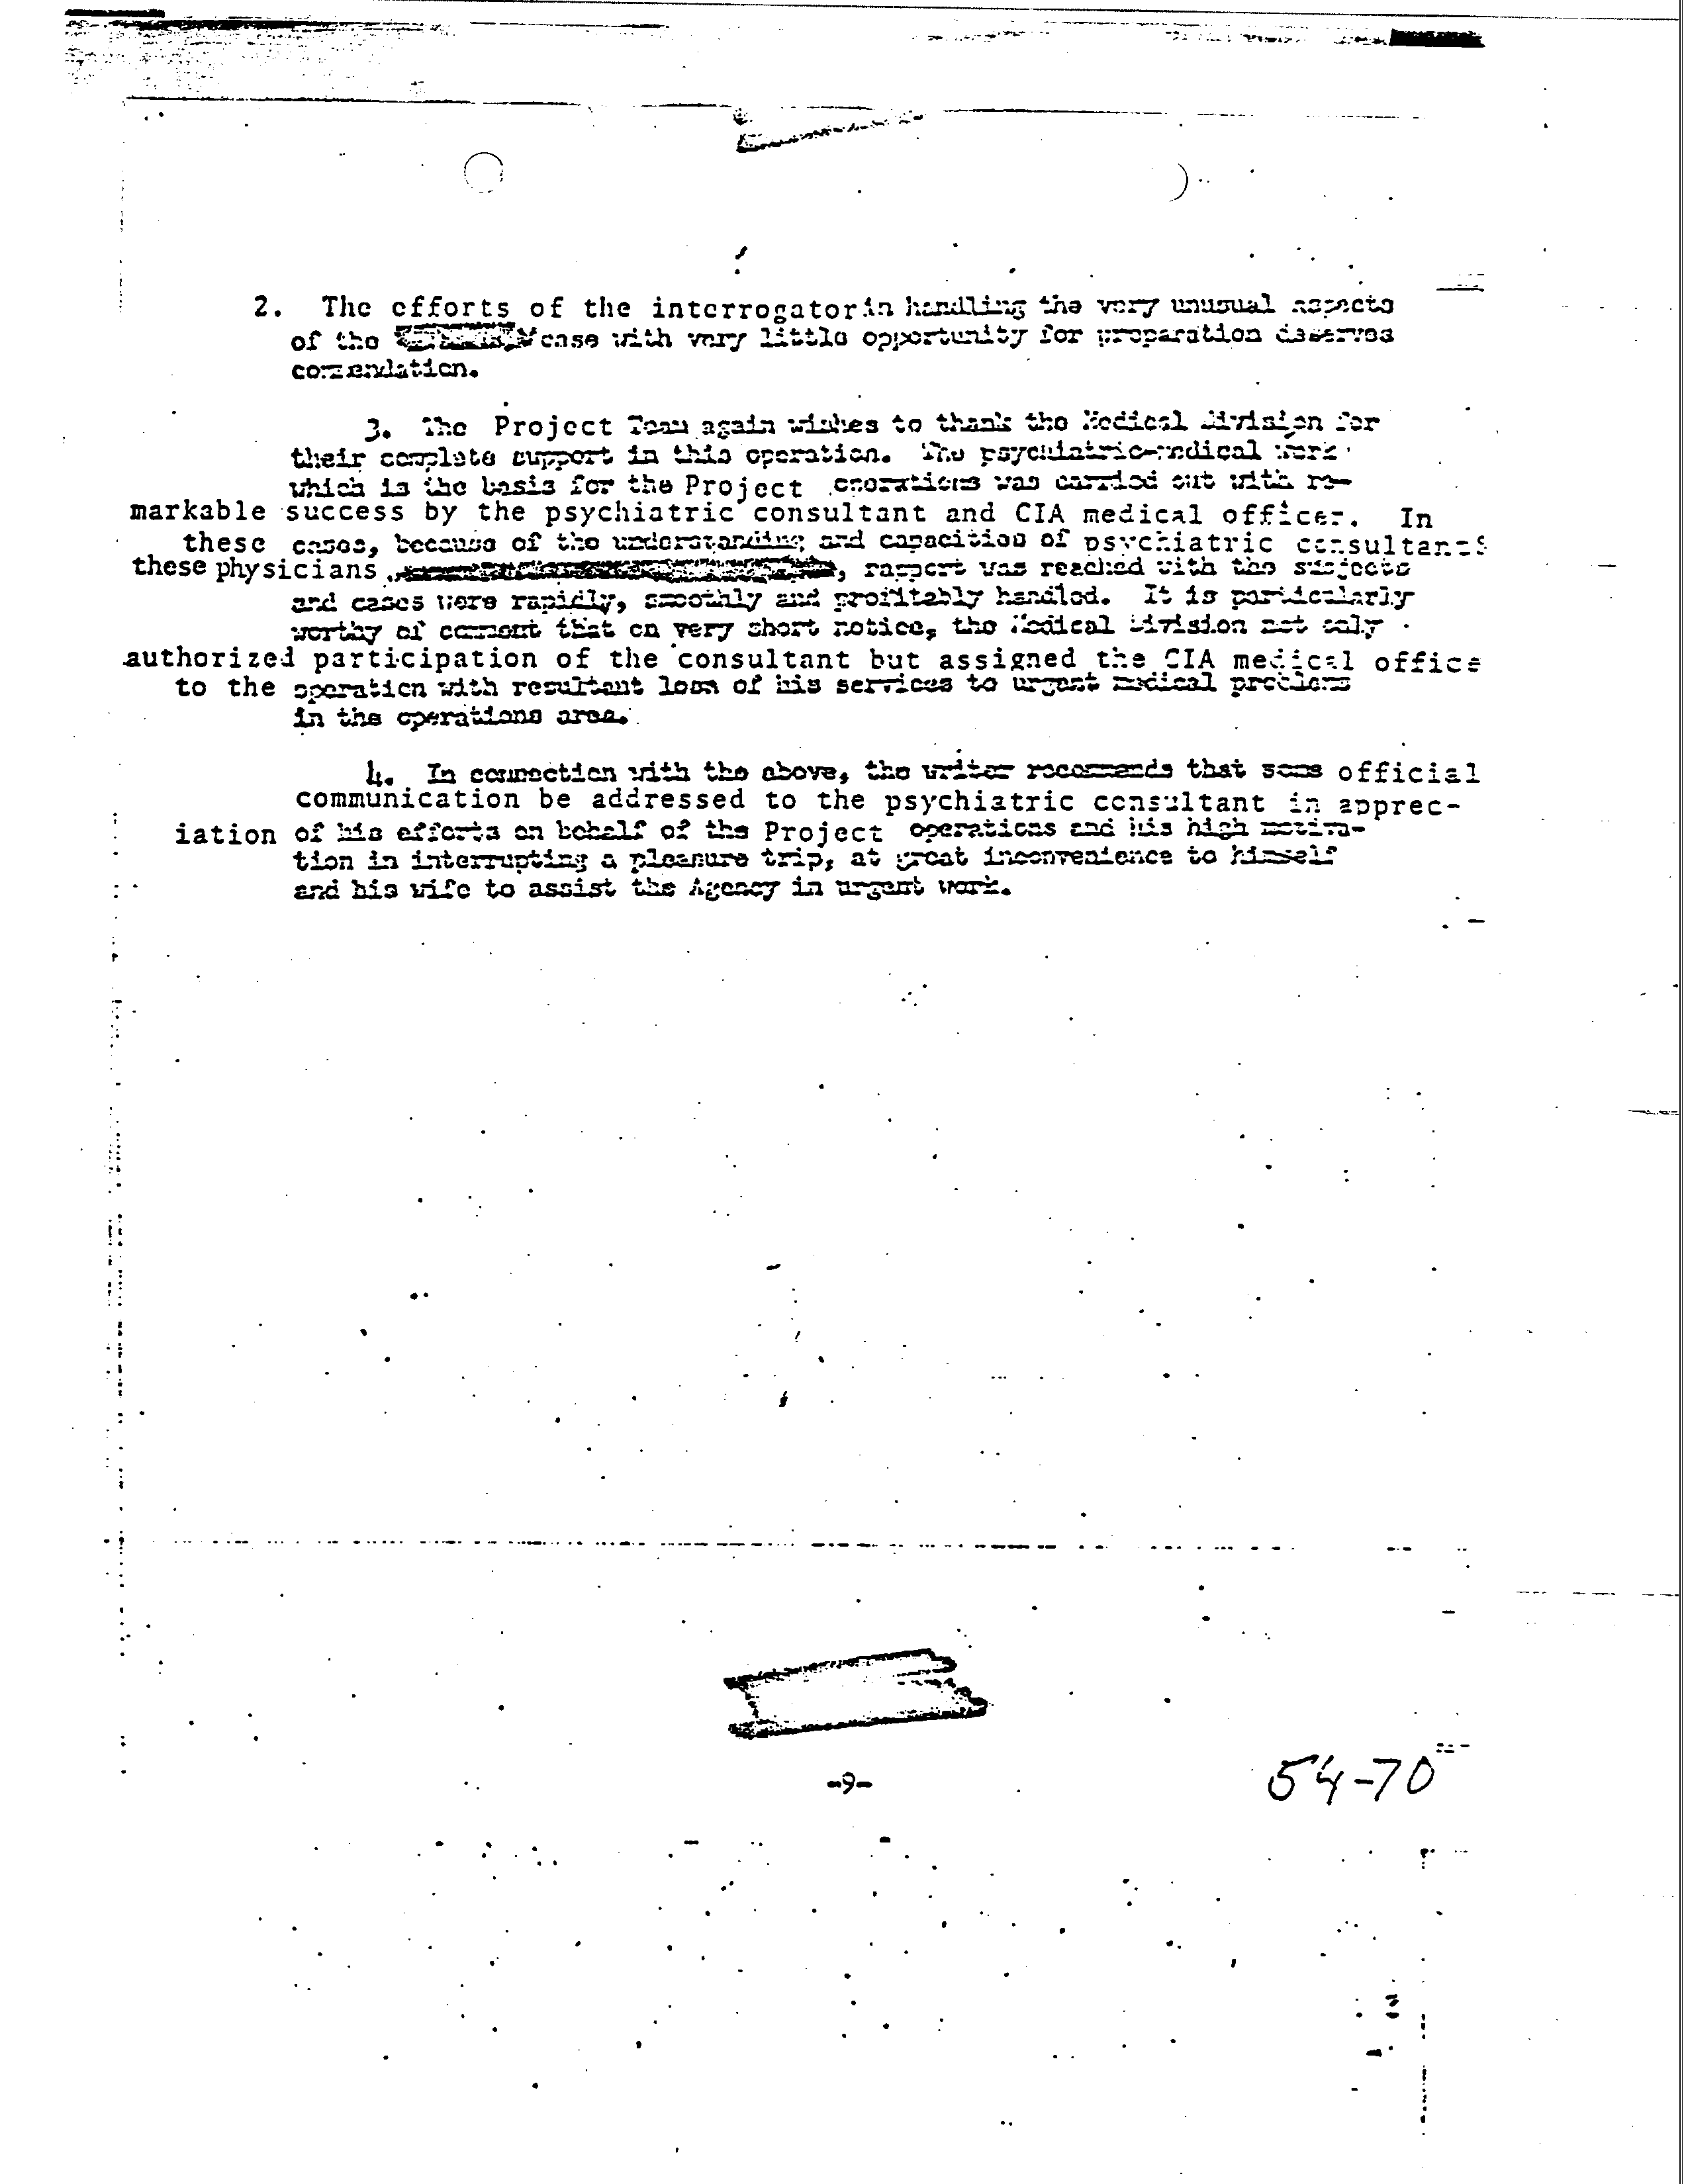 2. The efforts of the interrogator in handling the very unusual aspects
of the case with very little opportunity for preparation deserves
commendation.
3. The Project Team again wishes to thank the Medical Division for
their complete support in this operation. The psychiatric-medical work
which is the basis for the Project operations was carried out with re-
markable success by the psychiatric consultant and CIA medical officer. In
these cases, because of the understanding and capacities of psychiatric consultants
these physicians , rapport was reached with the subjects
and cases were rapidly, smoothly and profitably handled. It is particularly
worthy of comment that on very short notice, the Medical Division not only
authorized participation of the consultant but assigned the CIA medical office
to the operation with resultant loss of his services to urgent medical problems
in the operations area.
4. In connection with the above, the writer recommends that some official
communication be addressed to the psychiatric consultant in apprec-
iation of his efforts on behalf of the Project operations and his high motiva-
tion in interrupting a pleasure trip, at great inconvenience to himself
and his wife to assist the Agency in urgent work.
-9-
54-70